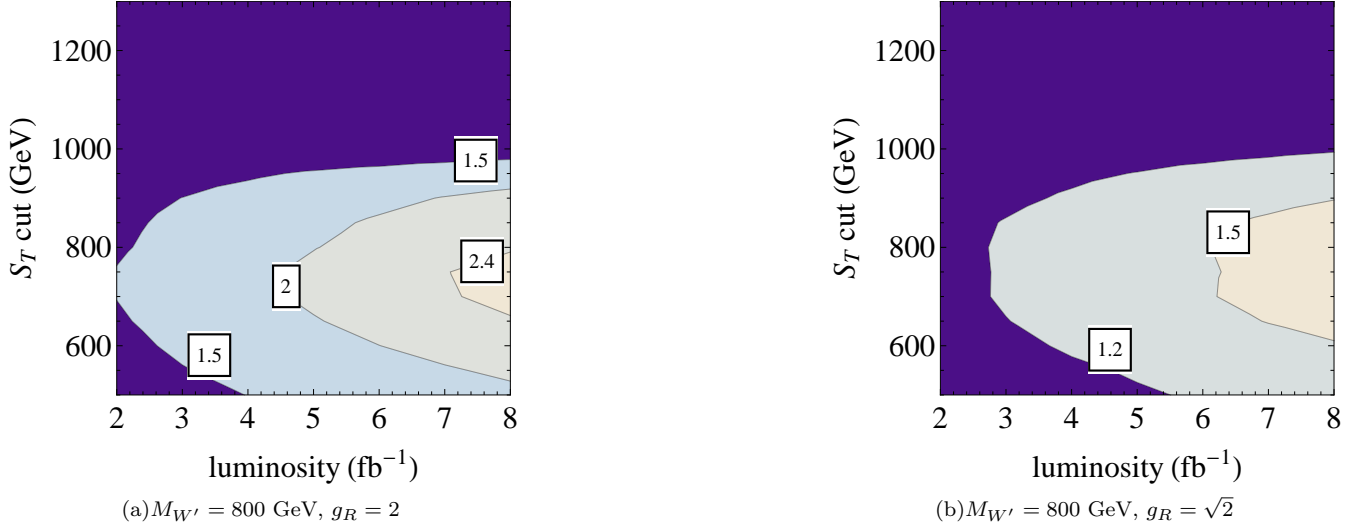 1200
1000
800
600
S_T cut (GeV)
1.5
2.4
2
1.5
2 3 4 5 6 7 8
luminosity (fb⁻¹)
(a)M_{W′} = 800 GeV, g_R = 2
1200
1000
800
600
S_T cut (GeV)
1.5
1.2
2 3 4 5 6 7 8
luminosity (fb⁻¹)
(b)M_{W′} = 800 GeV, g_R = √2